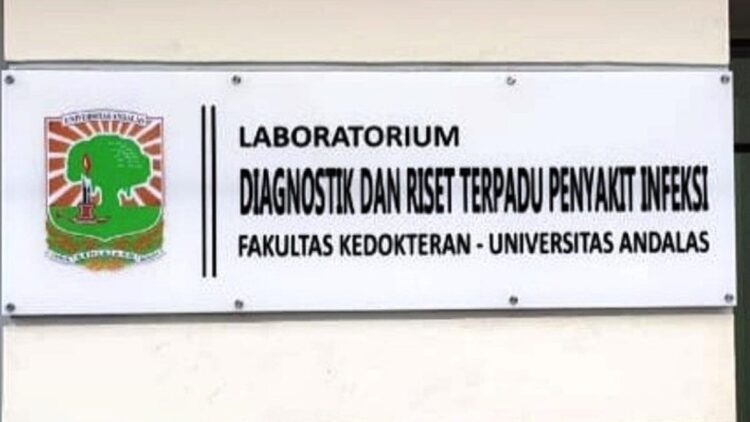 UNIVERSITAS ANDALAS
LABORATORIUM
DIAGNOSTIK DAN RISET TERPADU PENYAKIT INFEKSI
FAKULTAS KEDOKTERAN - UNIVERSITAS ANDALAS